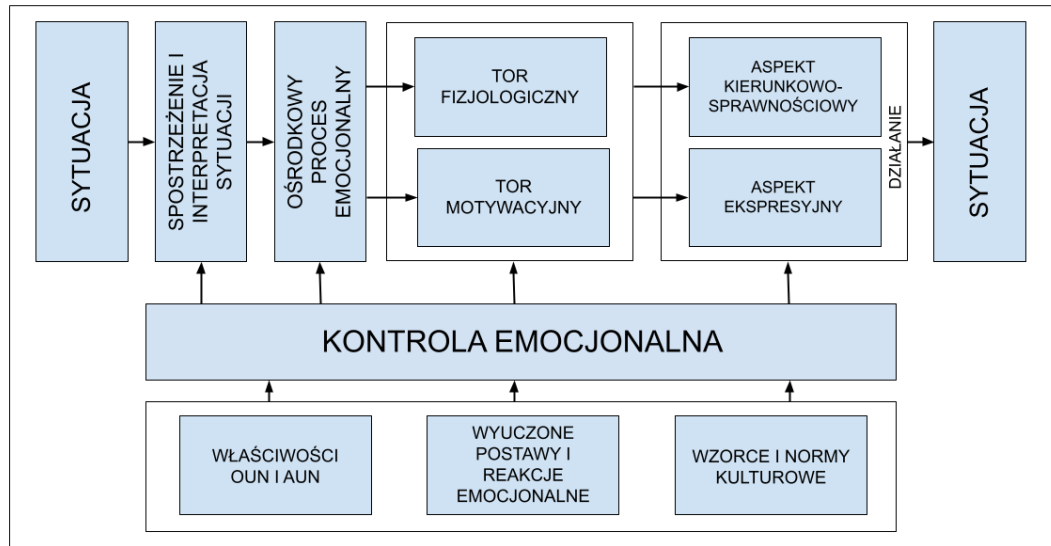 SYTUACJA
SPOSTRZEŻENIE I
INTERPRETACJA
SYTUACJI
OŚRODKOWY
PROCES
EMOCJONALNY
TOR
FIZJOLOGICZNY
TOR
MOTYWACYJNY
ASPEKT
KIERUNKOWO-
SPRAWNOŚCIOWY
ASPEKT
EKSPRESYJNY
DZIAŁANIE
SYTUACJA
KONTROLA EMOCJONALNA
WŁAŚCIWOŚCI
OUN I AUN
WYUCZONE
POSTAWY I
REAKCJE
EMOCJONALNE
WZORCE I NORMY
KULTUROWE